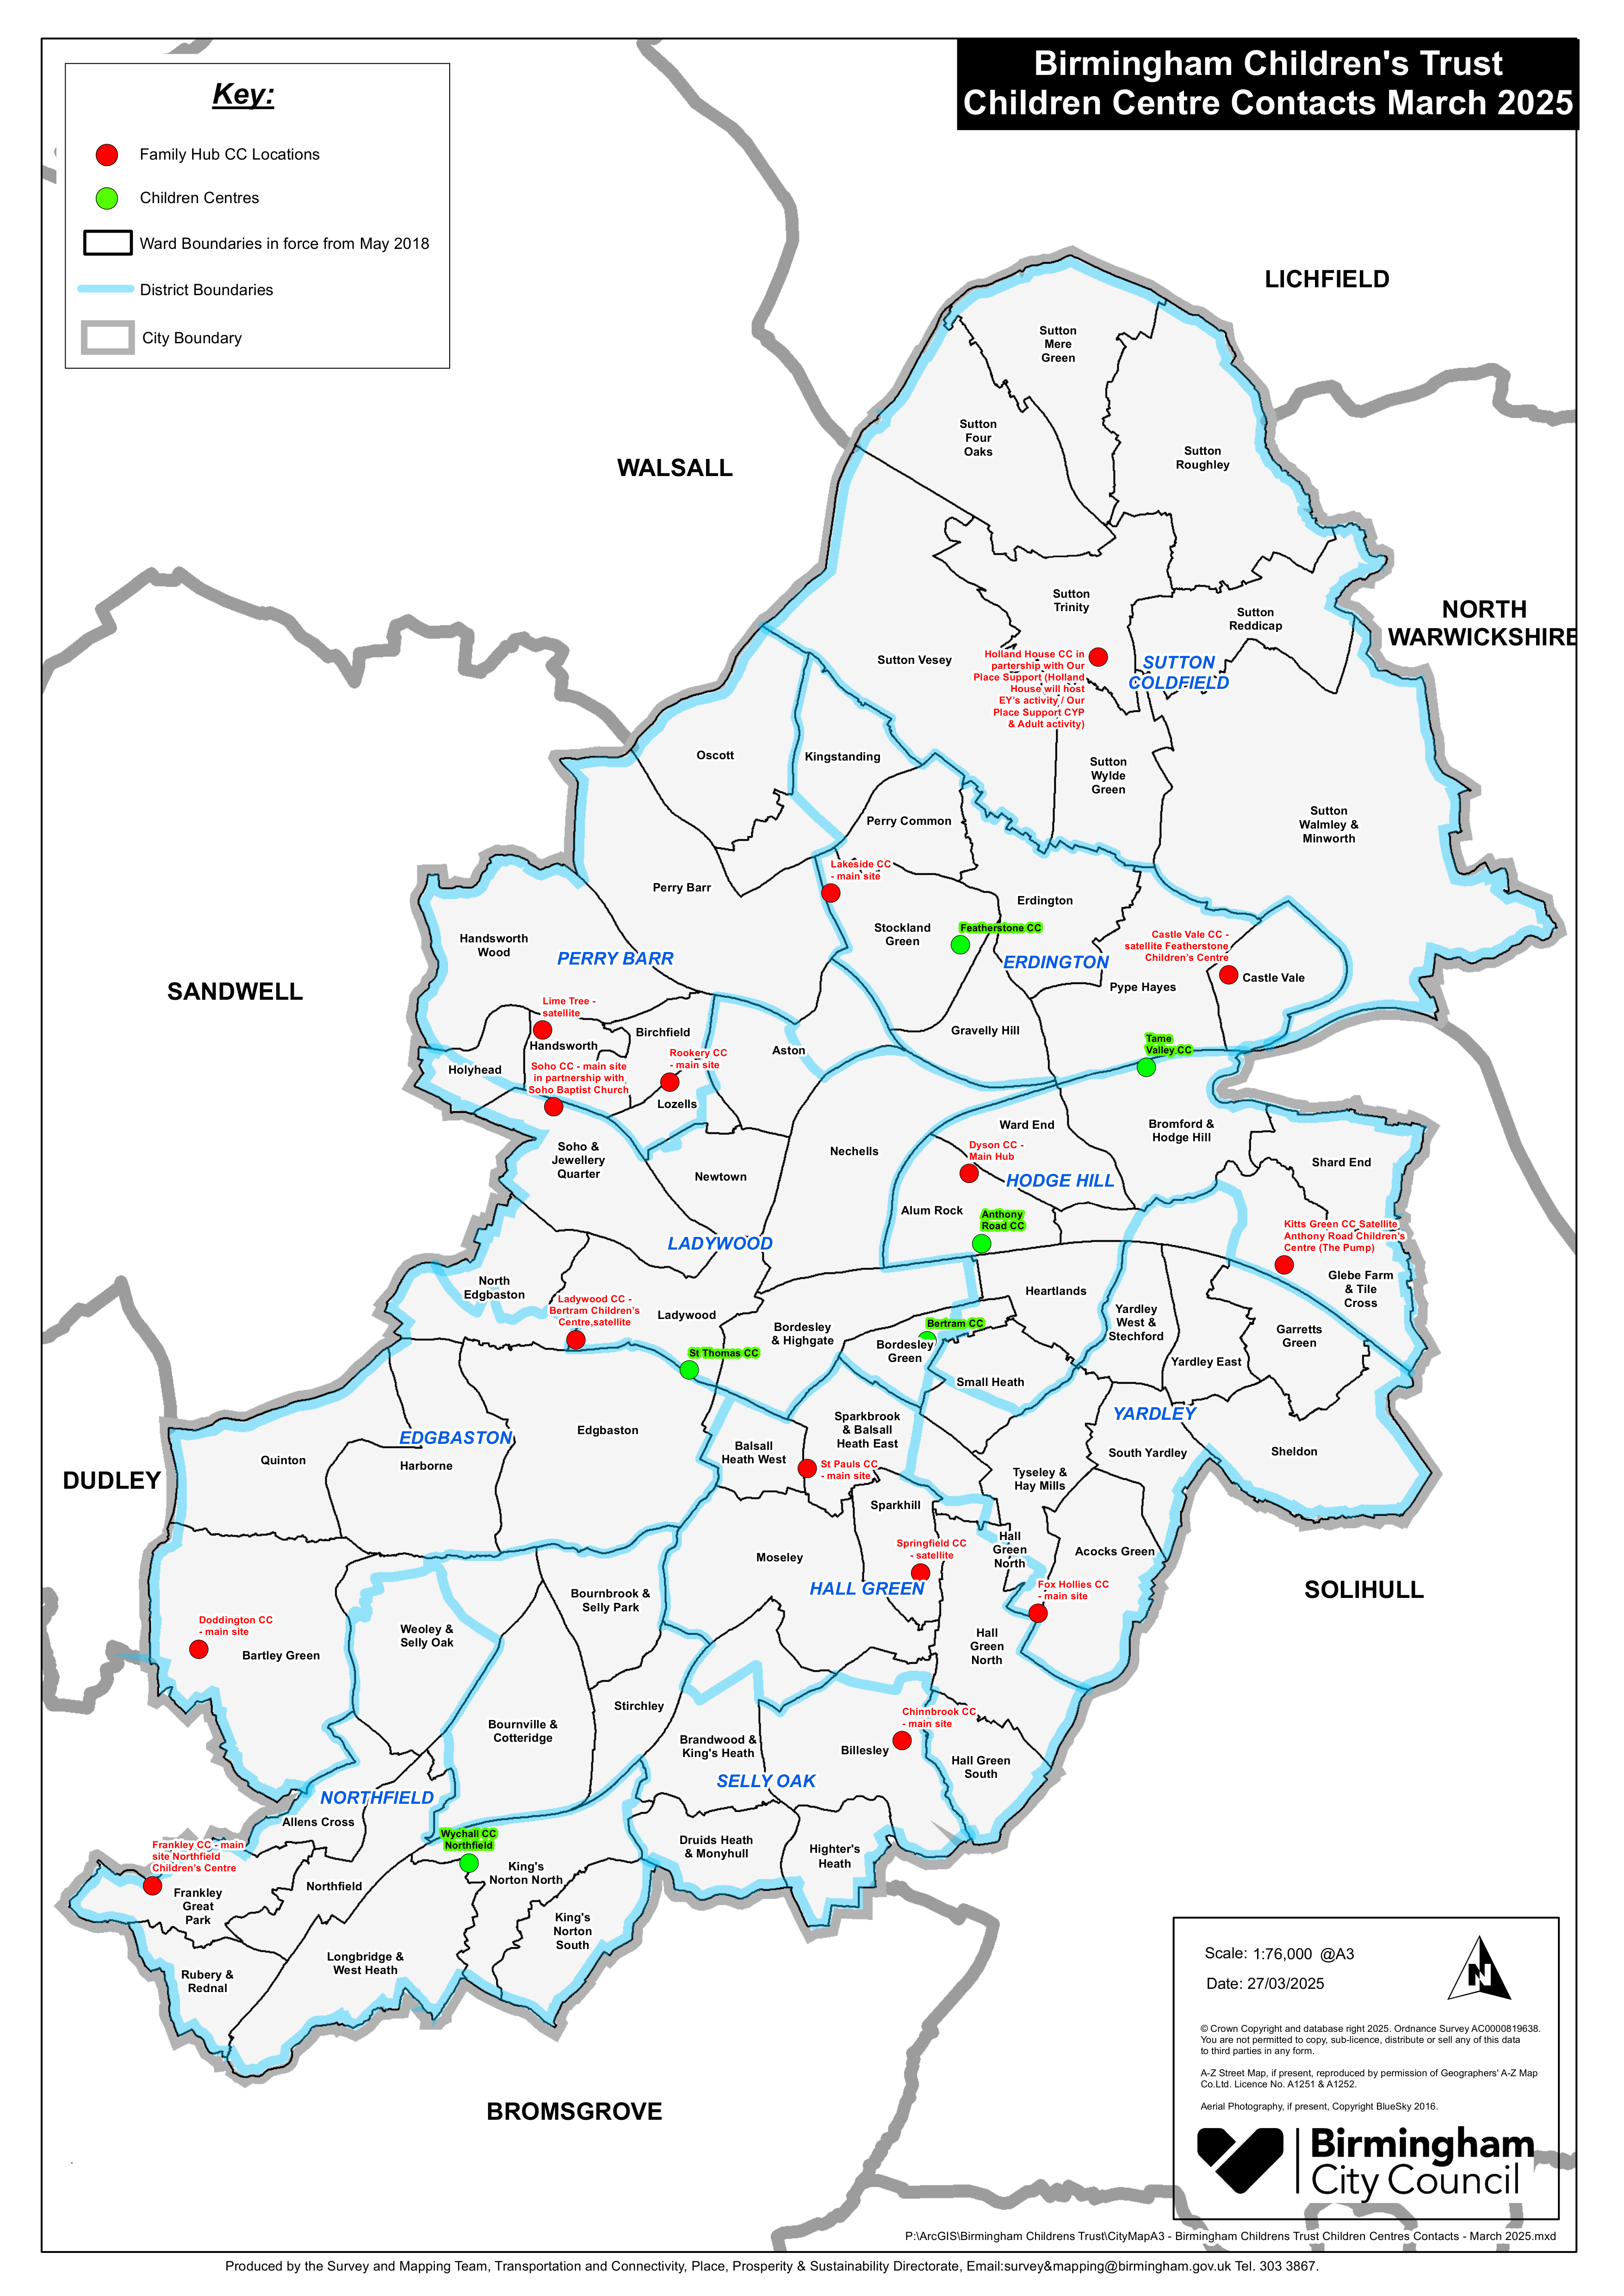 Birmingham Children's Trust
Children Centre Contacts March 2025
Key:
Family Hub CC Locations
Children Centres
Ward Boundaries in force from May 2018
District Boundaries
City Boundary
LICHFIELD
WALSALL
NORTH
WARWICKSHIRE
SANDWELL
DUDLEY
SOLIHULL
BROMSGROVE
Sutton
Mere
Green
Sutton
Four
Oaks
Sutton
Roughley
Sutton
Trinity
Sutton
Reddicap
Sutton Vesey
Holland House CC in
partership with Our
Place Support (Holland
House will host
EY's activity / Our
Place Support CYP
& Adult activity)
SUTTON
COLDFIELD
Sutton
Wylde
Green
Sutton
Walmley &
Minworth
Oscott
Kingstanding
Perry Common
Lakeside CC
- main site
Perry Barr
Erdington
Stockland
Green
Featherstone CC
Handsworth
Wood
PERRY BARR
ERDINGTON
Castle Vale CC -
satellite Featherstone
Children's Centre
Castle Vale
Pype Hayes
Lime Tree -
satellite
Handsworth
Birchfield
Gravelly Hill
Aston
Tame
Valley CC
Holyhead
Rookery CC
- main site
Soho CC - main site
in partnership with
Soho Baptist Church
Lozells
Ward End
Bromford &
Hodge Hill
Soho &
Jewellery
Quarter
Nechells
Dyson CC -
Main Hub
Shard End
Newtown
HODGE HILL
Alum Rock
Anthony
Road CC
LADYWOOD
Kitts Green CC Satellite
Anthony Road Children's
Centre (The Pump)
North
Edgbaston
Glebe Farm
& Tile
Cross
Heartlands
Ladywood CC -
Bertram Children's
Centre,satellite
Ladywood
Yardley
West &
Stechford
Bordesley
& Highgate
Bertram CC
Bordesley
Green
Garretts
Green
St Thomas CC
Yardley East
Small Heath
YARDLEY
Edgbaston
EDGBASTON
Sparkbrook
& Balsall
Heath East
Quinton
Harborne
Balsall
Heath West
South Yardley
Sheldon
St Pauls CC
- main site
Tyseley &
Hay Mills
Sparkhill
Springfield CC
- satellite
Hall
Green
North
Acocks Green
Moseley
HALL GREEN
Fox Hollies CC
- main site
Bournbrook &
Selly Park
Doddington CC
- main site
Bartley Green
Weoley &
Selly Oak
Hall
Green
North
Stirchley
Bournville &
Cotteridge
Chinnbrook CC
- main site
Brandwood &
King's Heath
Billesley
Hall Green
South
SELLY OAK
NORTHFIELD
Allens Cross
Wychall CC
Northfield
Druids Heath
& Monyhull
Highter's
Heath
Frankley CC - main
site Northfield
Children's Centre
King's
Norton North
Northfield
Frankley
Great
Park
King's
Norton
South
Longbridge &
West Heath
Rubery &
Rednal
Scale: 1:76,000 @A3
Date: 27/03/2025
N
© Crown Copyright and database right 2025. Ordnance Survey AC0000819638.
You are not permitted to copy, sub-licence, distribute or sell any of this data
to third parties in any form.
A-Z Street Map, if present, reproduced by permission of Geographers' A-Z Map
Co.Ltd. Licence No. A1251 & A1252.
Aerial Photography, if present, Copyright BlueSky 2016.
Birmingham
City Council
P:\ArcGIS\Birmingham Childrens Trust\CityMapA3 - Birmingham Childrens Trust Children Centres Contacts - March 2025.mxd
Produced by the Survey and Mapping Team, Transportation and Connectivity, Place, Prosperity & Sustainability Directorate, Email:survey&mapping@birmingham.gov.uk Tel. 303 3867.